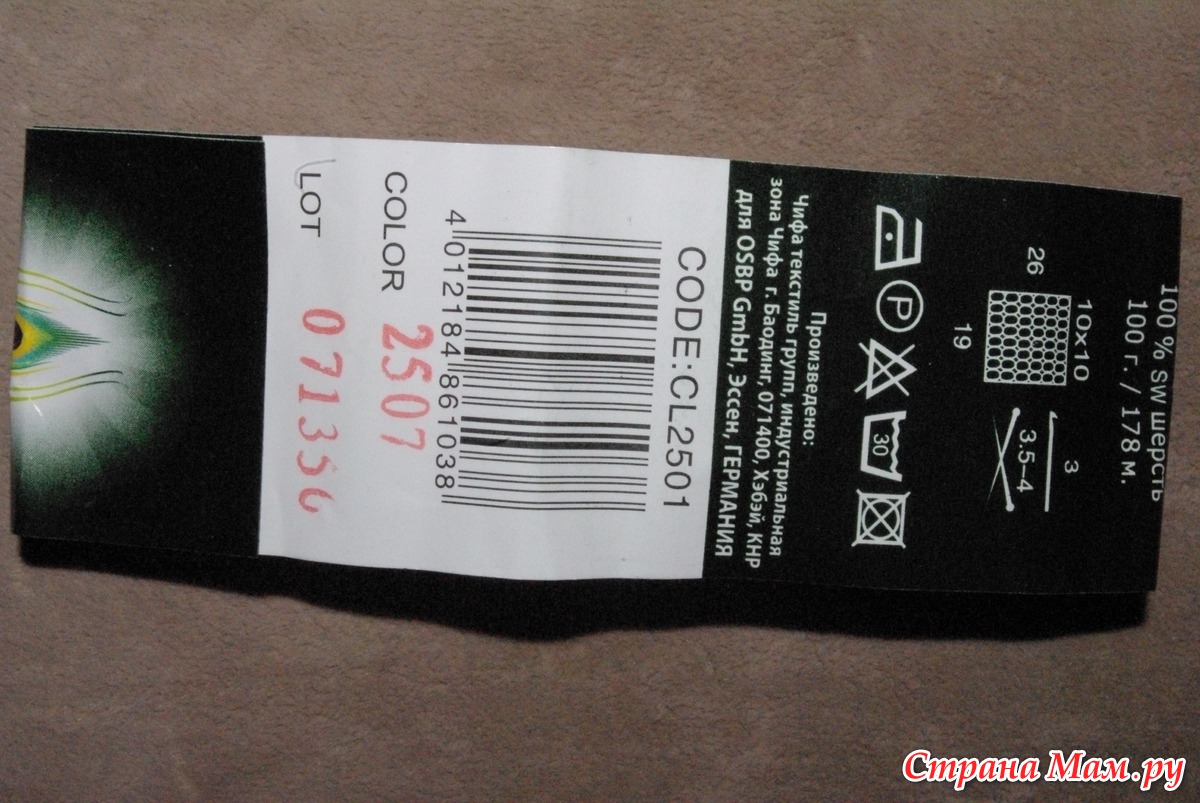 100 % SW шерсть
100 г. / 178 м.
10x10
26
19
3
3.5–4
P
30
Произведено:
Чифа текстиль групп, индустриальная
зона Чифа г. Баодинг, 071400, Хэбэй, КНР
для OSBP GmbH, Эссен, ГЕРМАНИЯ
CODE:CL2501
4 012184 861038
COLOR 2507
LOT 071356
Страна Мам.ру